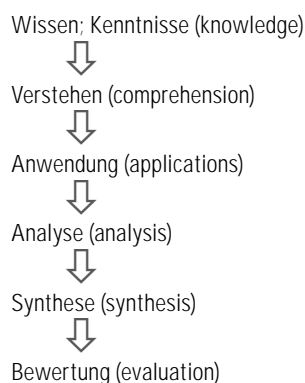 Wissen; Kenntnisse (knowledge)
Verstehen (comprehension)
Anwendung (applications)
Analyse (analysis)
Synthese (synthesis)
Bewertung (evaluation)